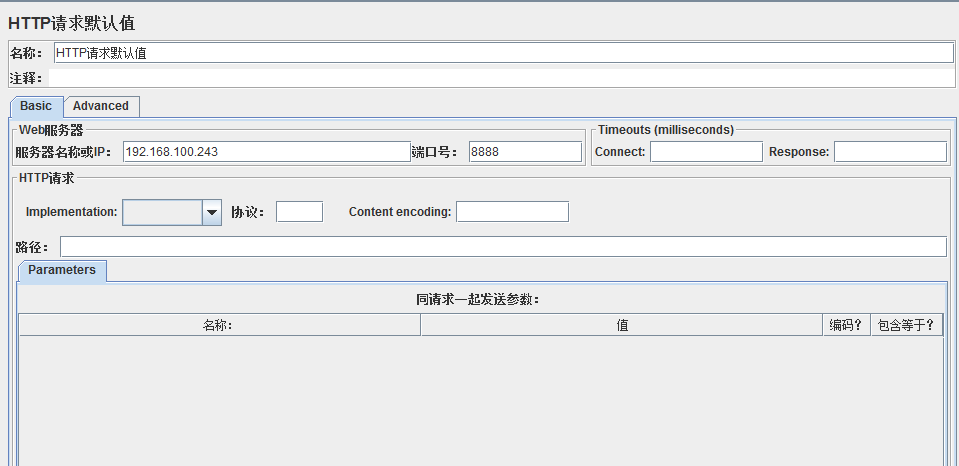 HTTP请求默认值
名称： HTTP请求默认值
注释：
Basic Advanced
Web服务器 Timeouts (milliseconds)
服务器名称或IP： 192.168.100.243 端口号： 8888 Connect: Response:
HTTP请求
Implementation: 协议： Content encoding:
路径：
Parameters
同请求一起发送参数：
名称： 值 编码？ 包含等于？